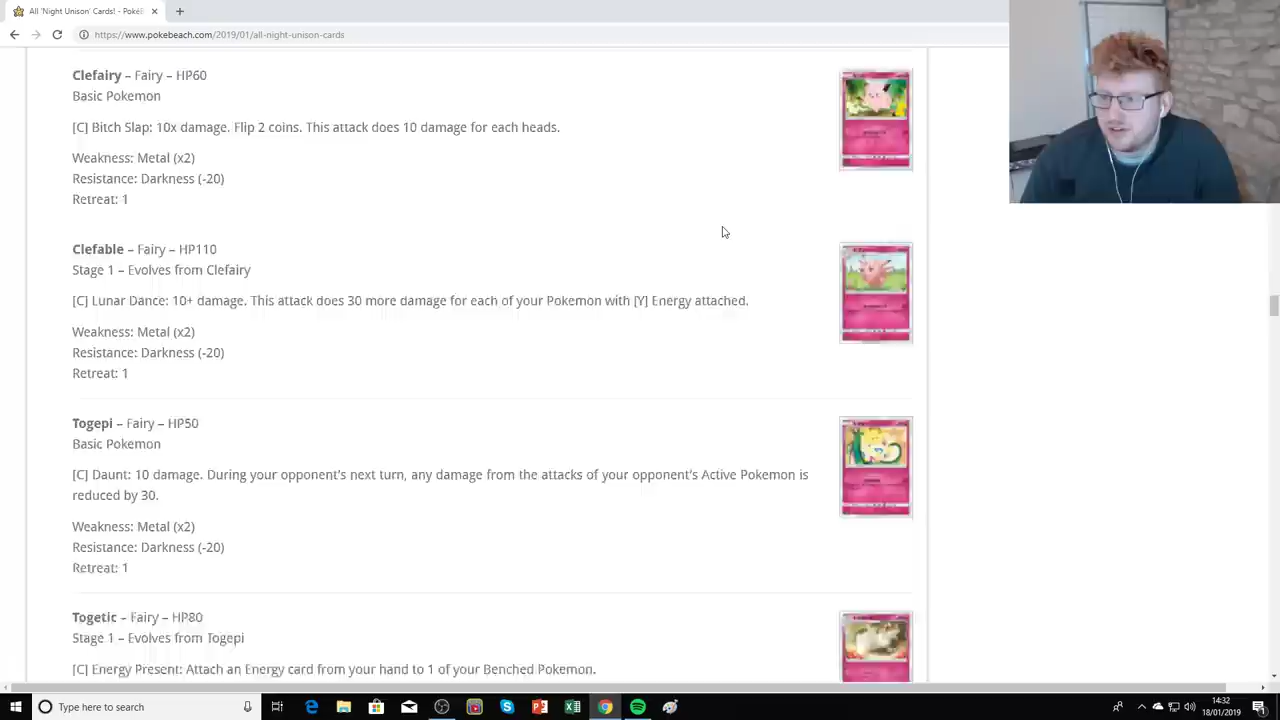 All 'Night Unison' Cards! - PokéB
https://www.pokebeach.com/2019/01/all-night-unison-cards
Clefairy – Fairy – HP60
Basic Pokemon
[C] Bitch Slap: 10x damage. Flip 2 coins. This attack does 10 damage for each heads.
Weakness: Metal (x2)
Resistance: Darkness (-20)
Retreat: 1
Clefable – Fairy – HP110
Stage 1 – Evolves from Clefairy
[C] Lunar Dance: 10+ damage. This attack does 30 more damage for each of your Pokemon with [Y] Energy attached.
Weakness: Metal (x2)
Resistance: Darkness (-20)
Retreat: 1
Togepi – Fairy – HP50
Basic Pokemon
[C] Daunt: 10 damage. During your opponent's next turn, any damage from the attacks of your opponent's Active Pokemon is
reduced by 30.
Weakness: Metal (x2)
Resistance: Darkness (-20)
Retreat: 1
Togetic – Fairy – HP80
Stage 1 – Evolves from Togepi
[C] Energy Present: Attach an Energy card from your hand to 1 of your Benched Pokemon.
Type here to search
14:32
18/01/2019